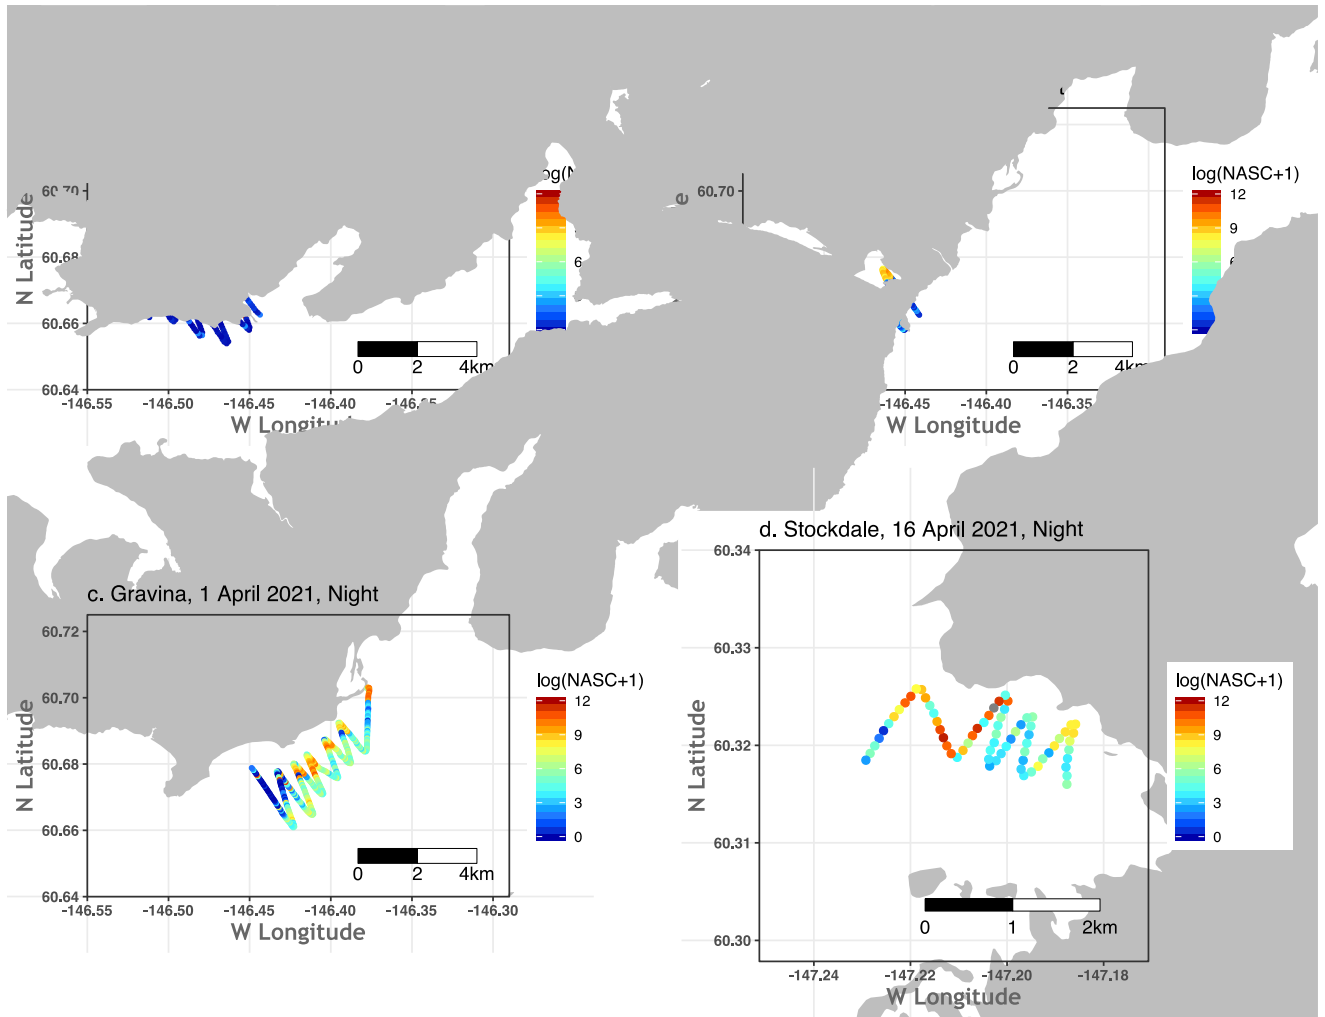 log(NASC+1)
12
9
60.70
60.68
60.66
60.64
N Latitude
6
0 2 4km
-146.55 -146.50 -146.45 -146.40
60.70
0 2 4km
-146.45 -146.40 -146.35
W Longitude
c. Gravina, 1 April 2021, Night
60.72
60.70
60.68
60.66
60.64
N Latitude
log(NASC+1)
12
9
6
3
0
0 2 4km
-146.55 -146.50 -146.45 -146.40 -146.35 -146.30
W Longitude
d. Stockdale, 16 April 2021, Night
60.34
60.33
60.32
60.31
60.30
N Latitude
log(NASC+1)
12
9
6
3
0
0 1 2km
-147.24 -147.22 -147.20 -147.18
W Longitude